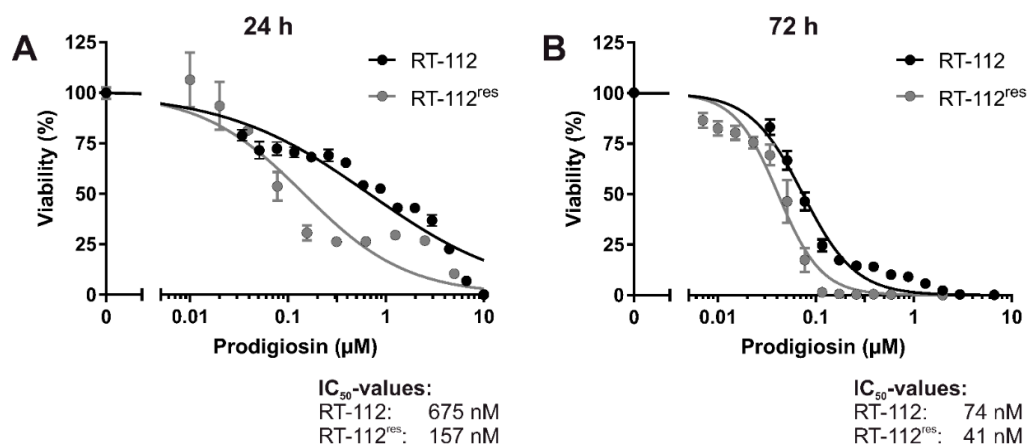 A
24 h
RT-112
RT-112res
Viability (%)
125
100
75
50
25
0
0
0.01
0.1
1
10
Prodigiosin (µM)
IC50-values:
RT-112: 675 nM
RT-112res: 157 nM
B
72 h
RT-112
RT-112res
Viability (%)
125
100
75
50
25
0
0
0.01
0.1
1
10
Prodigiosin (µM)
IC50-values:
RT-112: 74 nM
RT-112res: 41 nM